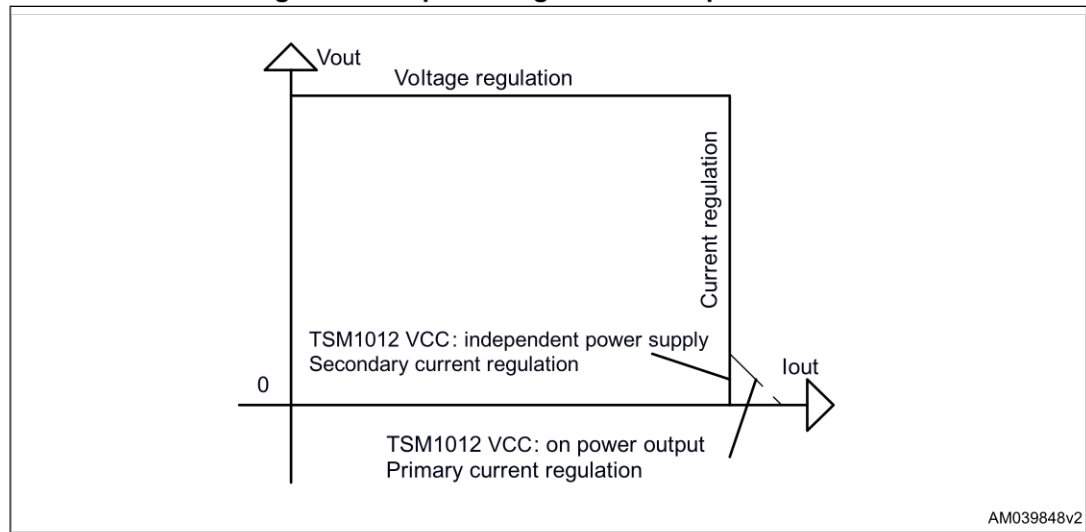 Vout
Voltage regulation
Current regulation
TSM1012 VCC: independent power supply
Secondary current regulation
Iout
0
TSM1012 VCC: on power output
Primary current regulation
AM039848v2